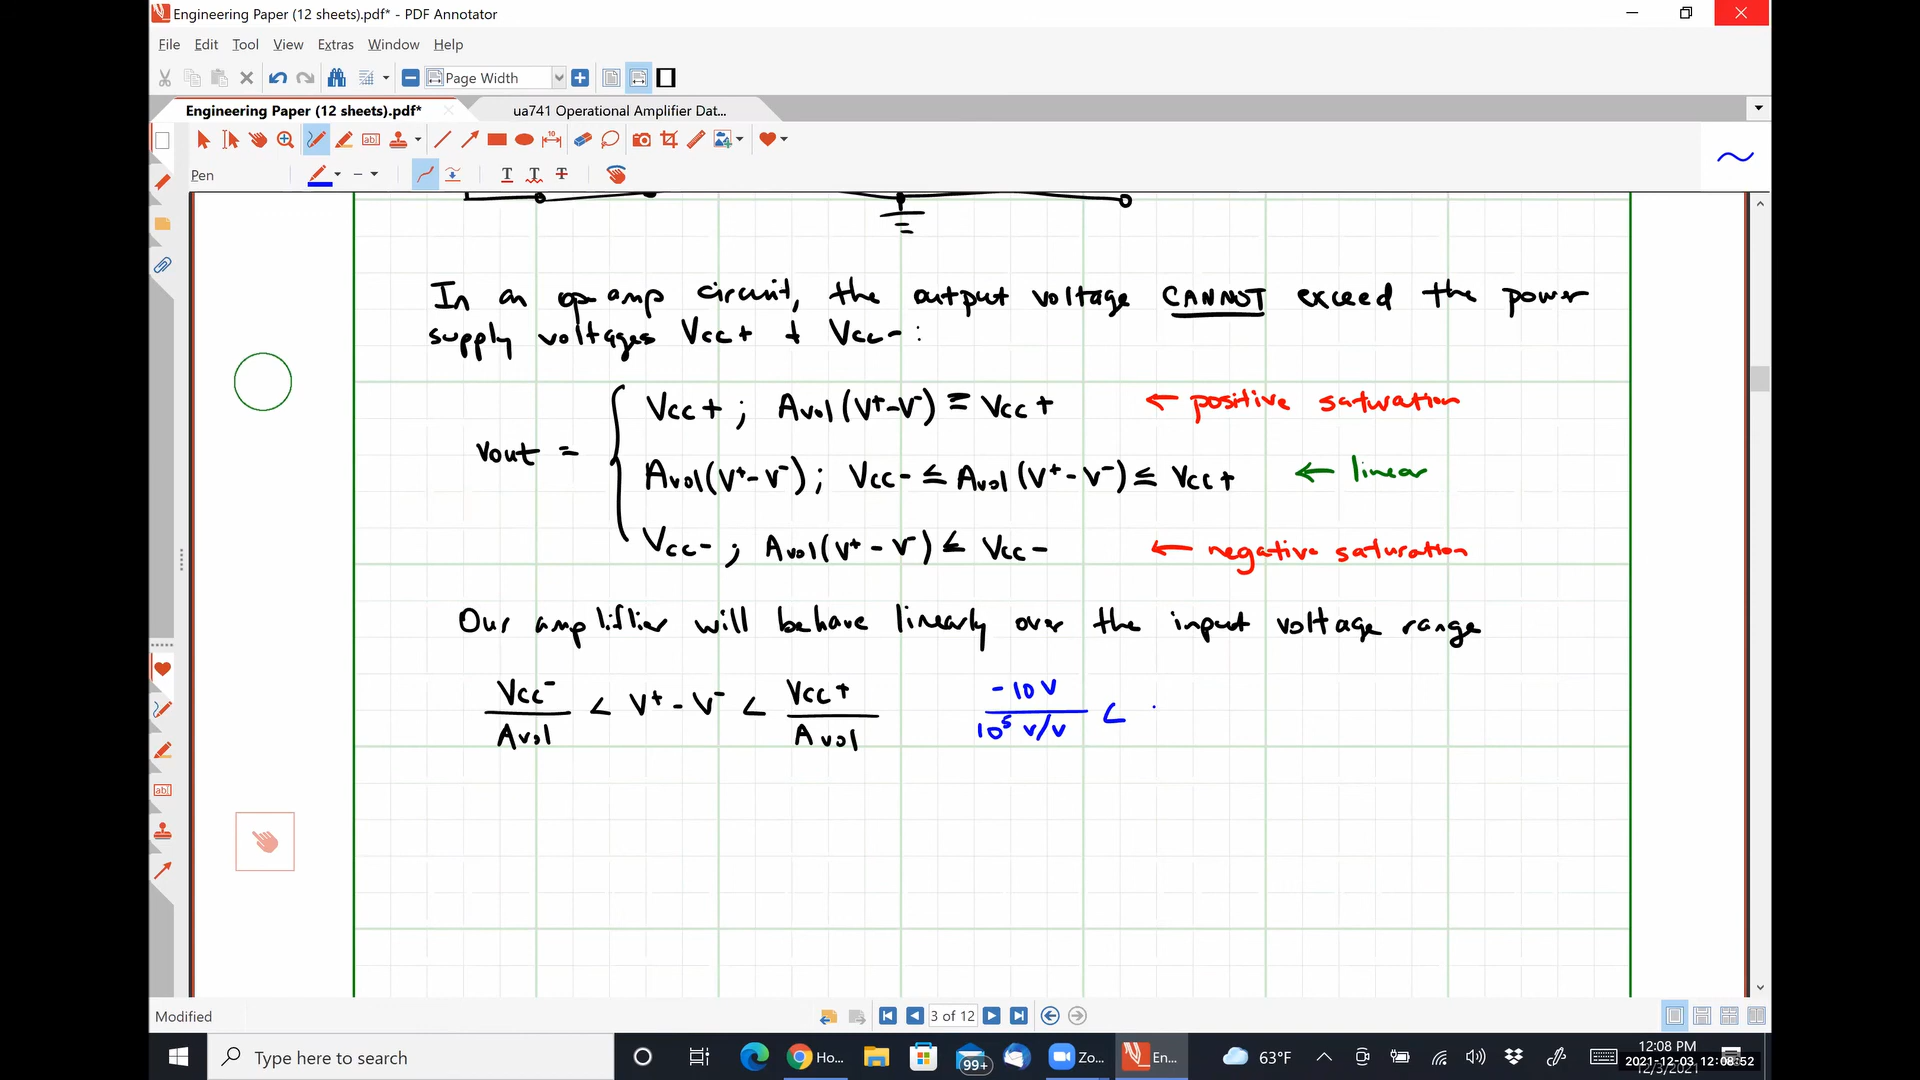 Engineering Paper (12 sheets).pdf* - PDF Annotator
File Edit Tool View Extras Window Help
Page Width
Engineering Paper (12 sheets).pdf* ua741 Operational Amplifier Dat...
Pen
In an op-amp circuit, the output voltage CANNOT exceed the power
supply voltages Vcc+ + Vcc- :
Vcc+ ; Avol(V+-V-) ≥ Vcc+ ← positive saturation
Vout = Avol(V+-V-) ; Vcc- ≤ Avol(V+-V-) ≤ Vcc+ ← linear
Vcc- ; Avol(V+-V-) ≤ Vcc- ← negative saturation
Our amplifier will behave linearly over the input voltage range
Vcc-/Avol < V+-V- < Vcc+/Avol -10V/10⁵ V/V <
Modified 3 of 12
Type here to search Ho... 99+ Zo... En... 63°F 12:08 PM
2021-12-03, 12:08:52
12/3/2021